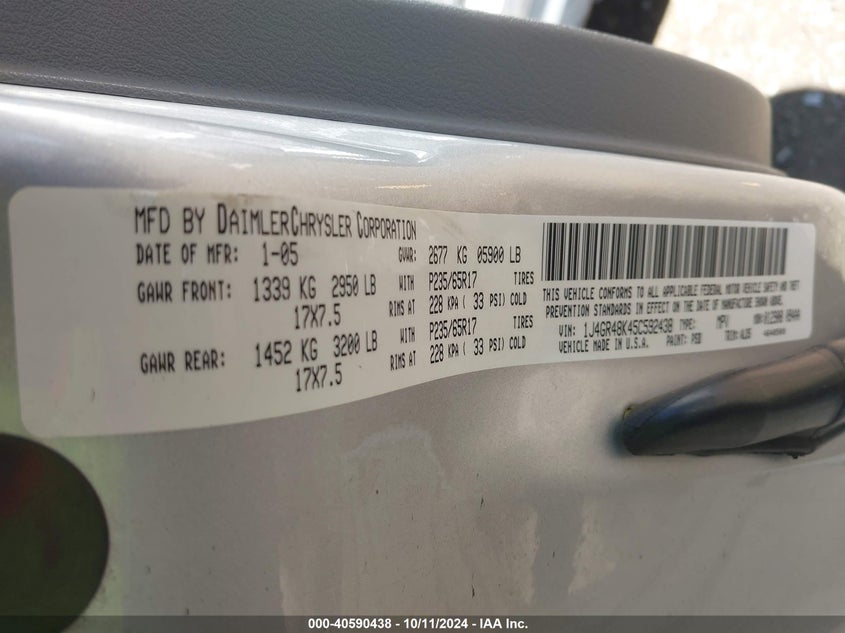 MFD BY DAIMLERCHRYSLER CORPORATION
DATE OF MFR: 1-05 GVWR: 2677 KG 05900 LB
GAWR FRONT: 1339 KG 2950 LB WITH P235/65R17 TIRES
17X7.5 RIMS AT 228 KPA ( 33 PSI) COLD
GAWR REAR: 1452 KG 3200 LB WITH P235/65R17 TIRES
17X7.5 RIMS AT 228 KPA ( 33 PSI) COLD
THIS VEHICLE CONFORMS TO ALL APPLICABLE FEDERAL MOTOR VEHICLE SAFETY AND THEFT
PREVENTION STANDARDS IN EFFECT ON THE DATE OF MANUFACTURE SHOWN ABOVE.
VIN: 1J4GR48K45C592438 TYPE: MPV MDH:
VEHICLE MADE IN U.S.A. PAINT: PSB TRIM:
000-40590438 - 10/11/2024 - IAA Inc.